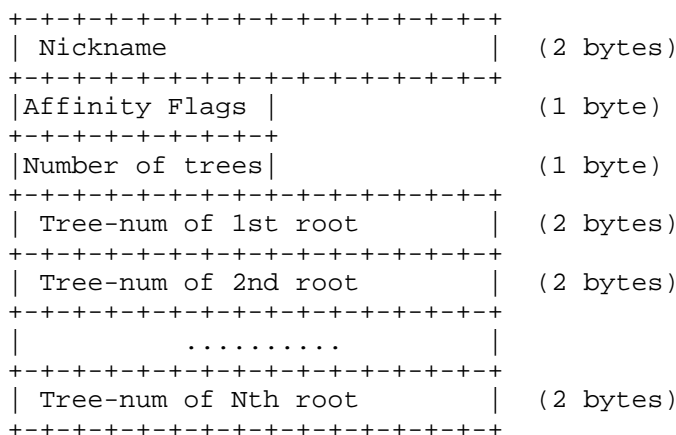 +-+-+-+-+-+-+-+-+-+-+-+-+-+-+-+
| Nickname                    |  (2 bytes)
+-+-+-+-+-+-+-+-+-+-+-+-+-+-+-+
|Affinity Flags |                (1 byte)
+-+-+-+-+-+-+-+-+
|Number of trees|                (1 byte)
+-+-+-+-+-+-+-+-+-+-+-+-+-+-+-+
| Tree-num of 1st root        |  (2 bytes)
+-+-+-+-+-+-+-+-+-+-+-+-+-+-+-+
| Tree-num of 2nd root        |  (2 bytes)
+-+-+-+-+-+-+-+-+-+-+-+-+-+-+-+
|          ..........         |
+-+-+-+-+-+-+-+-+-+-+-+-+-+-+-+
| Tree-num of Nth root        |  (2 bytes)
+-+-+-+-+-+-+-+-+-+-+-+-+-+-+-+